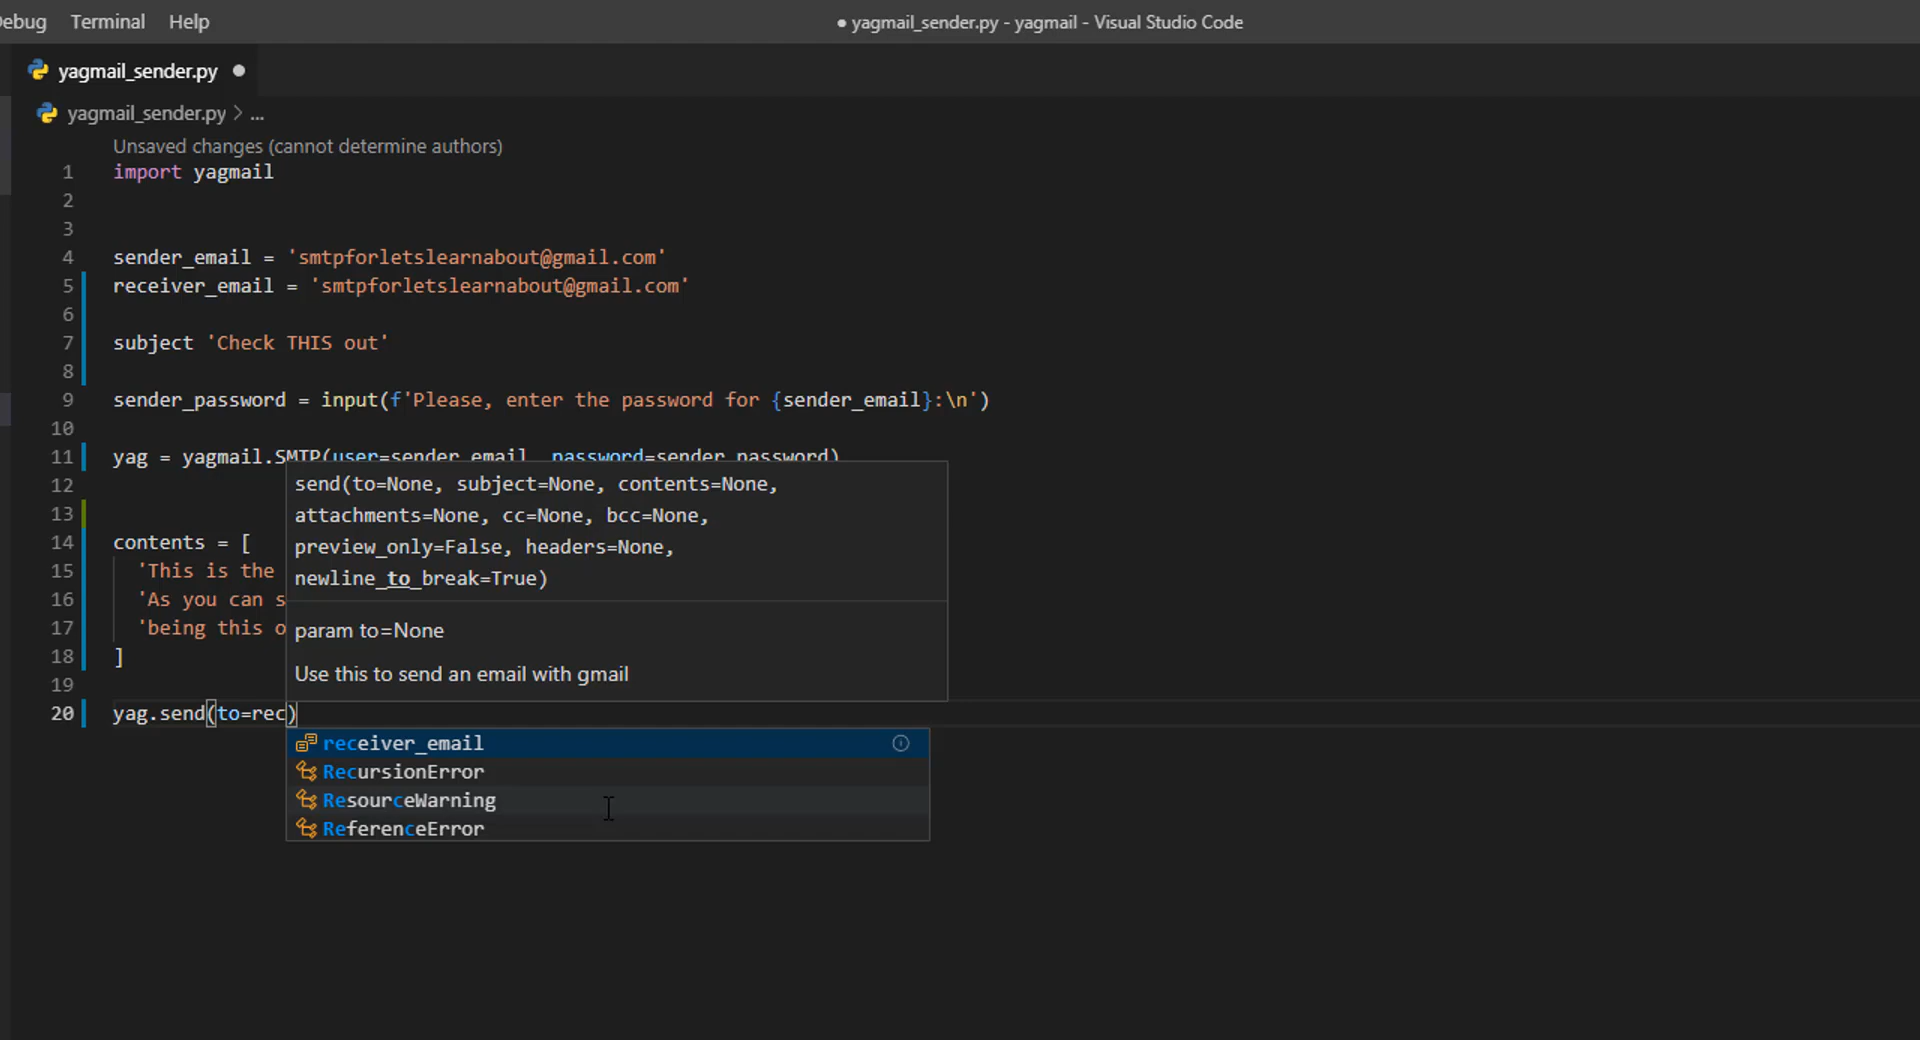 ebug Terminal Help
● yagmail_sender.py - yagmail - Visual Studio Code
yagmail_sender.py ●
yagmail_sender.py > ...
Unsaved changes (cannot determine authors)
1 import yagmail
2
3
4 sender_email = 'smtpforletslearnabout@gmail.com'
5 receiver_email = 'smtpforletslearnabout@gmail.com'
6
7 subject 'Check THIS out'
8
9 sender_password = input(f'Please, enter the password for {sender_email}:\n')
10
11 yag = yagmail.SMTP(user=sender_email, password=sender_password)
12
13
14 contents = [
15 'This is the
16 'As you can s
17 'being this o
18 ]
19
20 yag.send(to=rec)
send(to=None, subject=None, contents=None,
attachments=None, cc=None, bcc=None,
preview_only=False, headers=None,
newline_to_break=True)
param to=None
Use this to send an email with gmail
receiver_email
RecursionError
ResourceWarning
ReferenceError